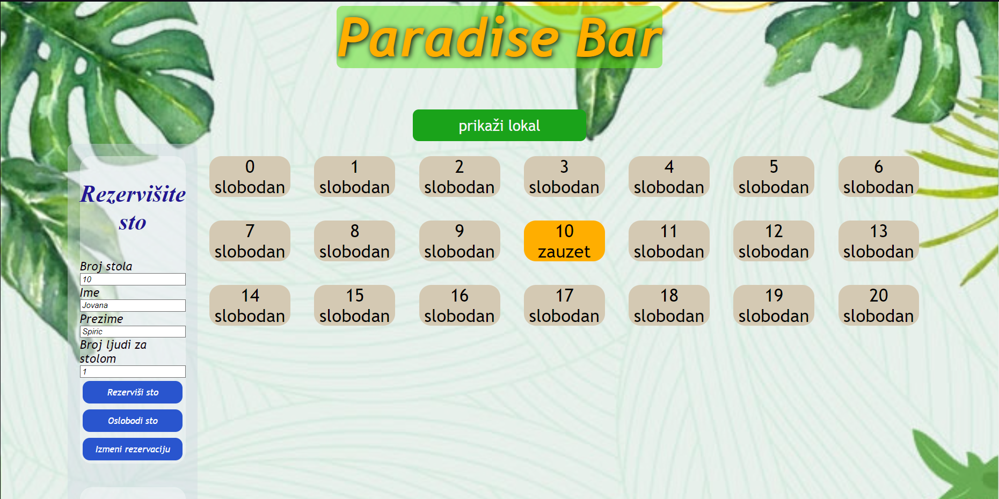 Paradise Bar
prikaži lokal
Rezervišite
sto
Broj stola
10
Ime
Jovana
Prezime
Spiric
Broj ljudi za
stolom
1
Rezerviši sto
Oslobodi sto
Izmeni rezervaciju
0
slobodan
1
slobodan
2
slobodan
3
slobodan
4
slobodan
5
slobodan
6
slobodan
7
slobodan
8
slobodan
9
slobodan
10
zauzet
11
slobodan
12
slobodan
13
slobodan
14
slobodan
15
slobodan
16
slobodan
17
slobodan
18
slobodan
19
slobodan
20
slobodan